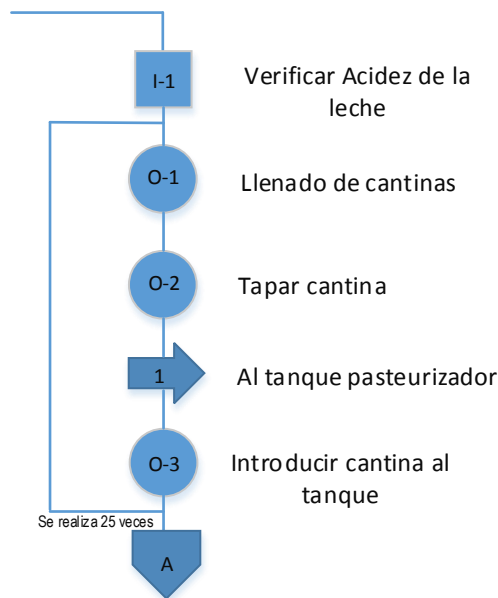 I-1
Verificar Acidez de la
leche
O-1
Llenado de cantinas
O-2
Tapar cantina
1
Al tanque pasteurizador
O-3
Introducir cantina al
tanque
Se realiza 25 veces
A